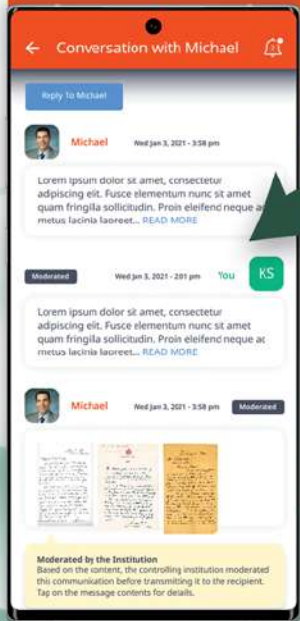 Conversation with Michael
Reply To Michael
Michael
Wed Jan 3, 2021 - 3:58 pm
Lorem ipsum dolor sit amet, consectetur
adipiscing elit. Fusce elementum nunc sit amet
quam fringilla sollicitudin. Proin eleifend neque ac
metus lacinia laoreet... READ MORE
Moderated
Wed Jan 3, 2021 - 2:01 pm
You
KS
Lorem ipsum dolor sit amet, consectetur
adipiscing elit. Fusce elementum nunc sit amet
quam fringilla sollicitudin. Proin eleifend neque ac
metus lacinia laoreet... READ MORE
Michael
Wed Jan 3, 2021 - 3:58 pm
Moderated
Moderated by the Institution
Based on the content, the controlling institution moderated
this communication before transmitting it to the recipient.
Tap on the message contents for details.